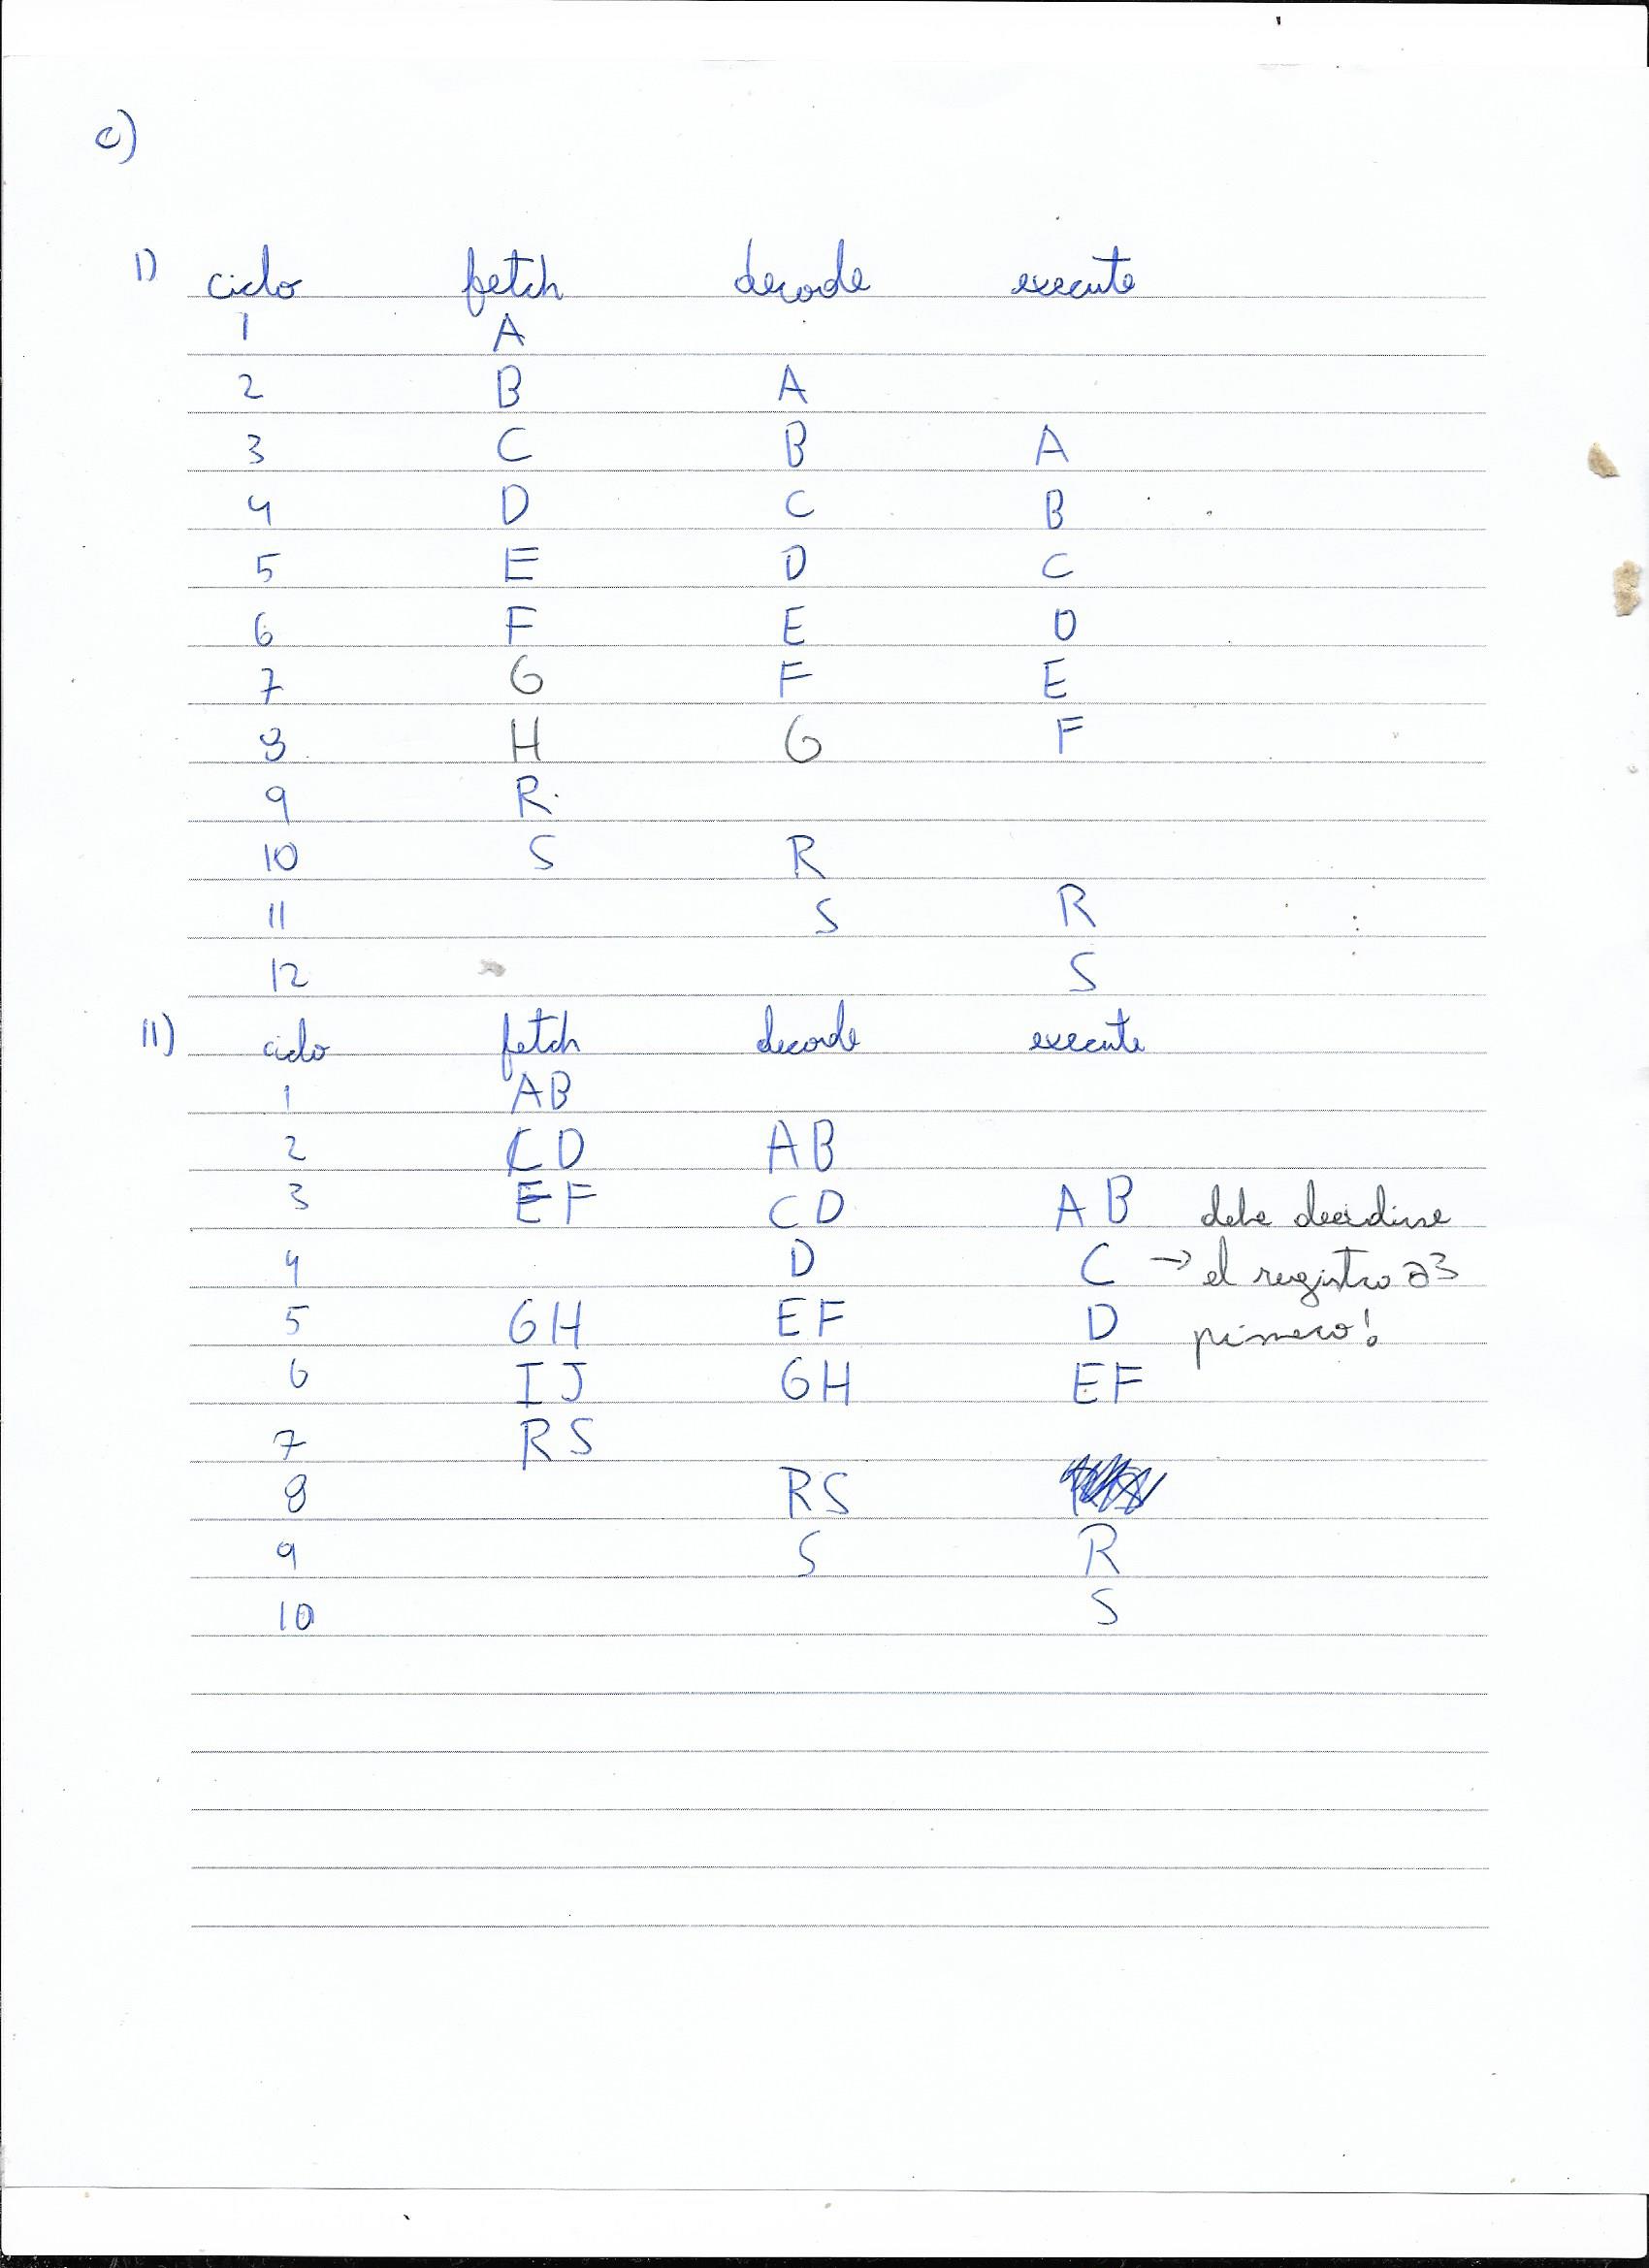 c)
I) ciclo fetch decode execute
1 A
2 B A
3 C B A
4 D C B
5 E D C
6 F E D
7 G F E
8 H G F
9 R
10 S R
11 S R
12 S
II) ciclo fetch decode execute
1 AB
2 CD AB
3 EF CD AB debe decidirse
4 D C → el registro a3
5 GH EF D primero!
6 IJ GH EF
7 RS
8 RS
9 S R
10 S